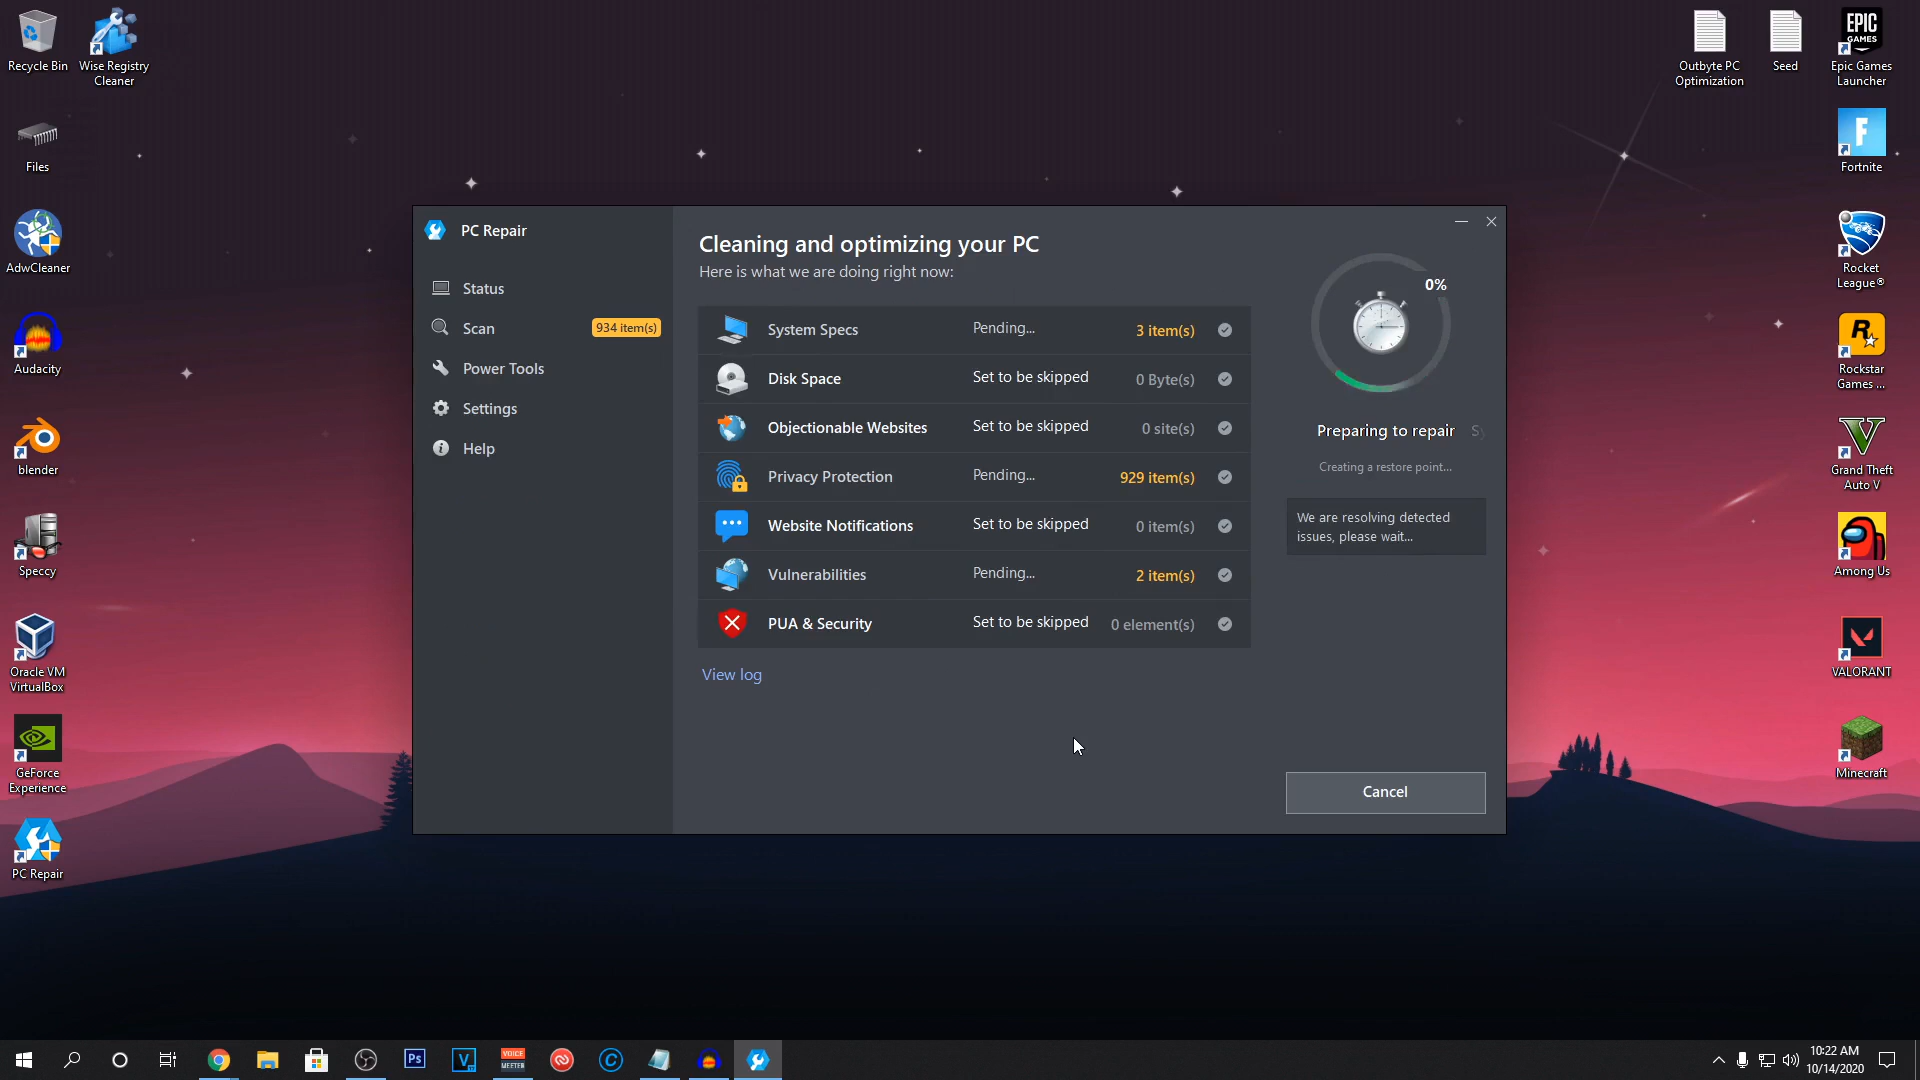 Recycle Bin
Wise Registry
Cleaner
Files
AdwCleaner
Audacity
blender
Speccy
Oracle VM
VirtualBox
GeForce
Experience
PC Repair
Outbyte PC
Optimization
Seed
EPIC
GAMES
Epic Games
Launcher
F
Fortnite
Rocket
League®
R
Rockstar
Games ...
V
Grand Theft
Auto V
Among Us
VALORANT
Minecraft
PC Repair
Status
Scan
934 item(s)
Power Tools
Settings
Help
Cleaning and optimizing your PC
Here is what we are doing right now:
System Specs Pending... 3 item(s)
Disk Space Set to be skipped 0 Byte(s)
Objectionable Websites Set to be skipped 0 site(s)
Privacy Protection Pending... 929 item(s)
Website Notifications Set to be skipped 0 item(s)
Vulnerabilities Pending... 2 item(s)
PUA & Security Set to be skipped 0 element(s)
View log
0%
Preparing to repair
Creating a restore point...
We are resolving detected
issues, please wait...
Cancel
Ps
V
VOICE
MEETER
C
10:22 AM
10/14/2020